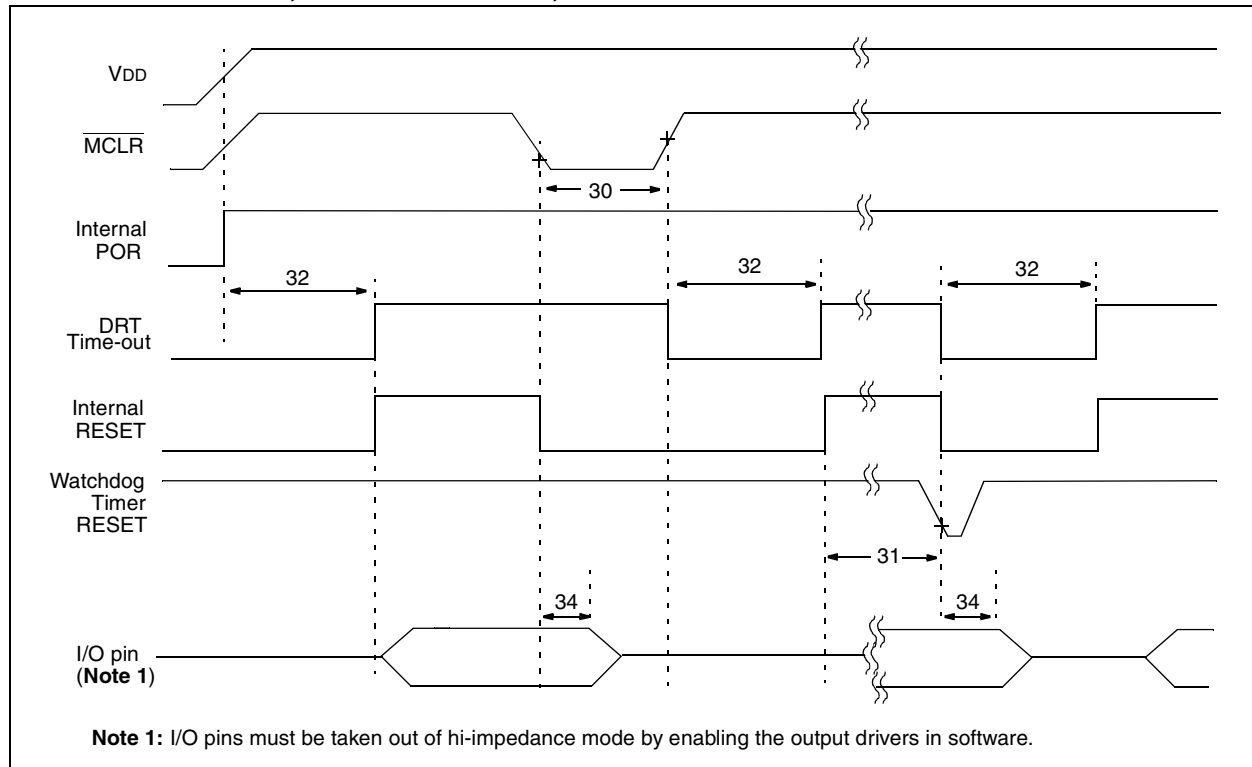 VDD
MCLR
30
Internal
POR
32
32
32
DRT
Time-out
Internal
RESET
Watchdog
Timer
RESET
31
34
34
I/O pin
(Note 1)
Note 1: I/O pins must be taken out of hi-impedance mode by enabling the output drivers in software.